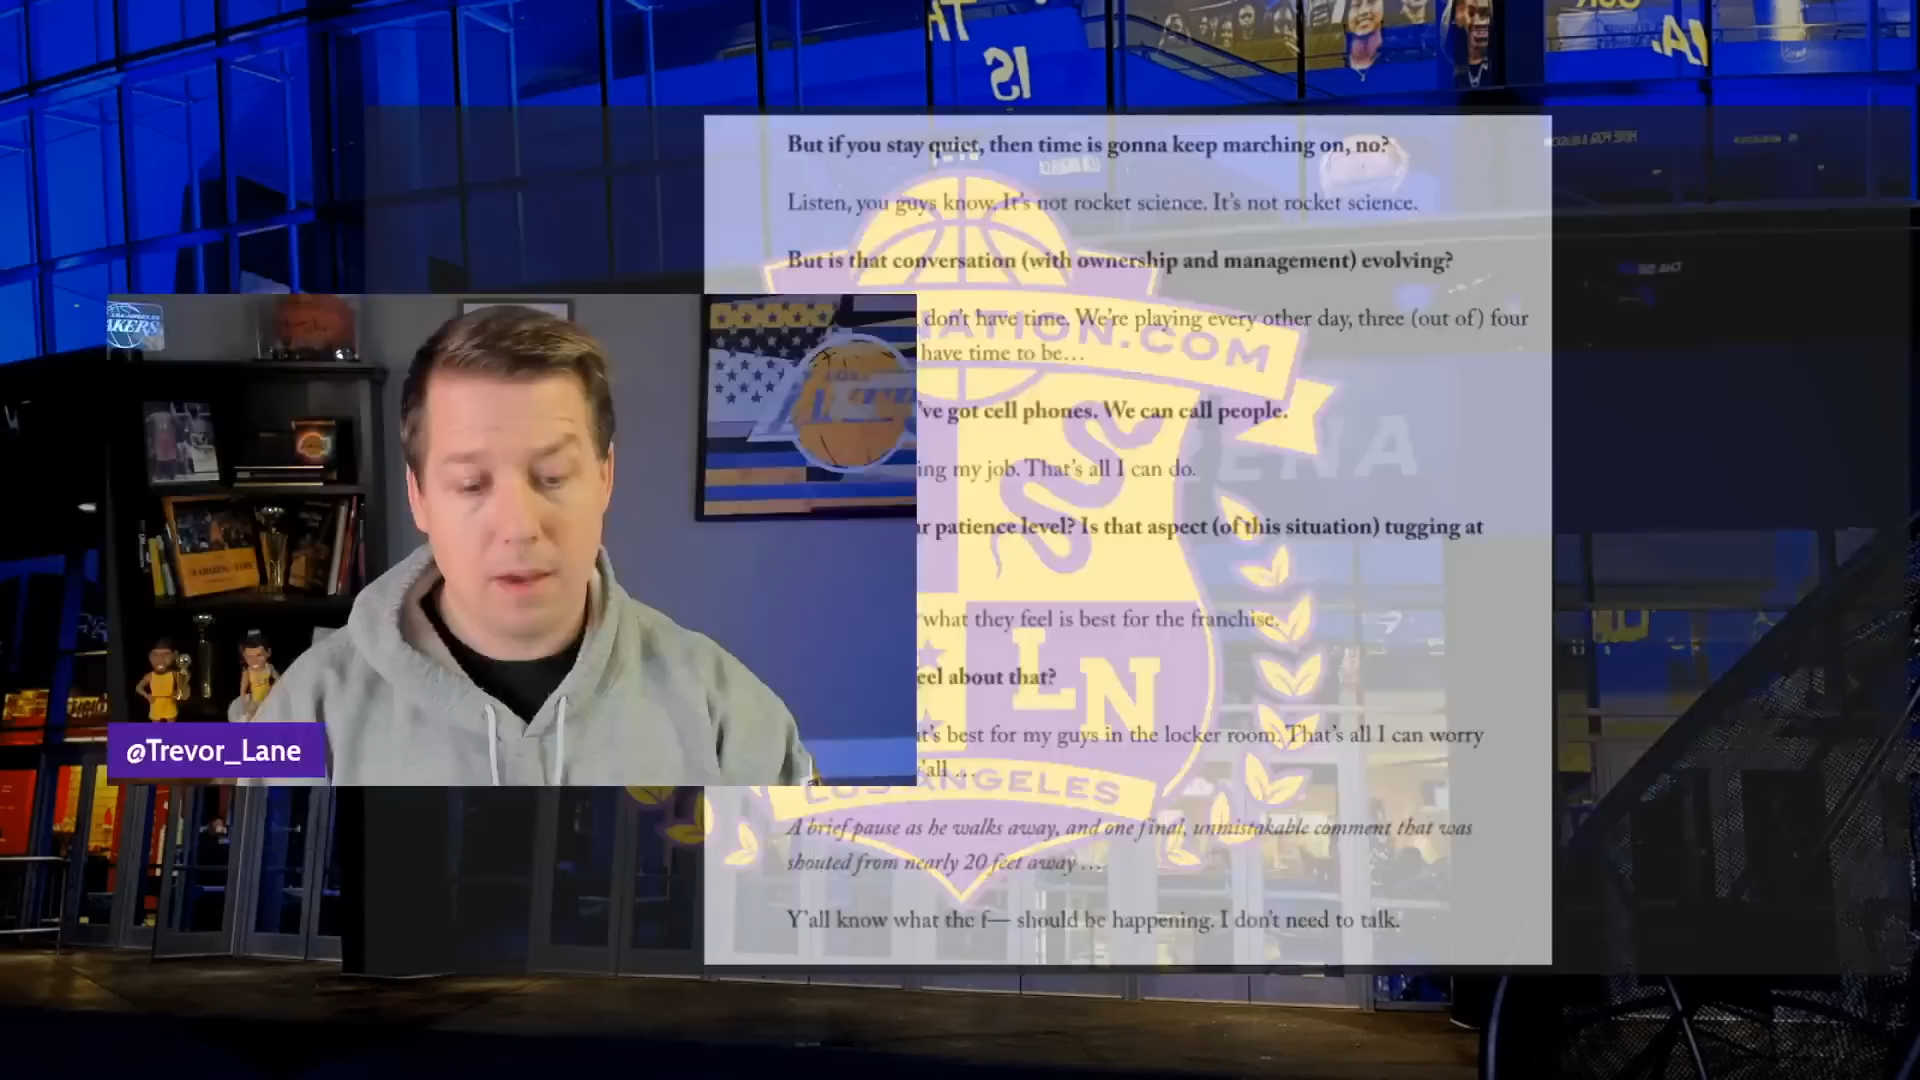 IS
But if you stay quiet, then time is gonna keep marching on, no?
Listen, you guys know. It's not rocket science. It's not rocket science.
But is that conversation (with ownership and management) evolving?
don't have time. We're playing every other day, three (out of) four
have time to be…
NATION.COM
've got cell phones. We can call people.
ENA
ing my job. That's all I can do.
r patience level? Is that aspect (of this situation) tugging at
what they feel is best for the franchise.
LN
eel about that?
t's best for my guys in the locker room. That's all I can worry
'all …
LOS ANGELES
A brief pause as he walks away, and one final, unmistakable comment that was
shouted from nearly 20 feet away …
Y'all know what the f— should be happening. I don't need to talk.
AKERS
@Trevor_Lane